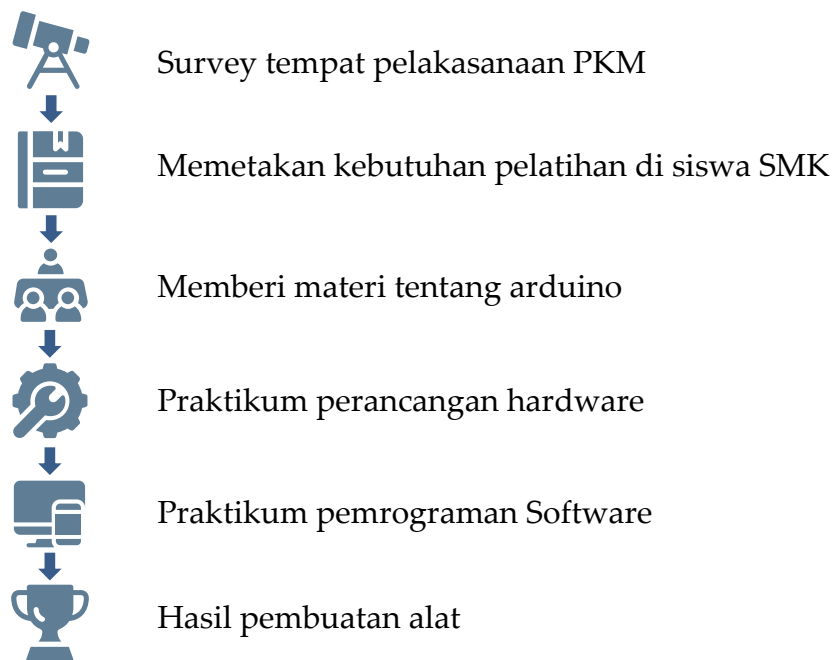 Survey tempat pelakasanaan PKM
Memetakan kebutuhan pelatihan di siswa SMK
Memberi materi tentang arduino
Praktikum perancangan hardware
Praktikum pemrograman Software
Hasil pembuatan alat